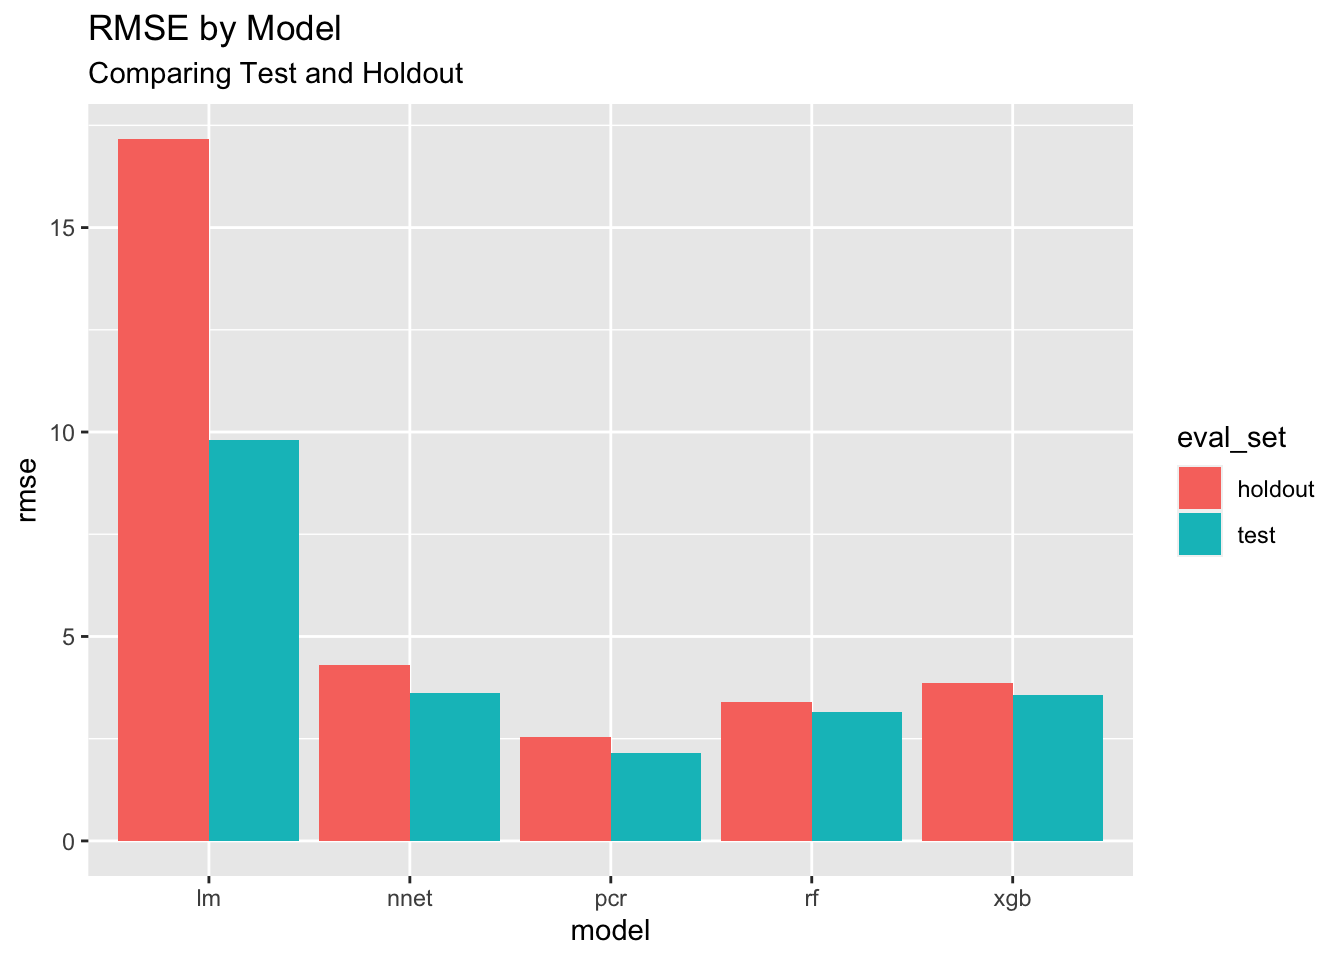 RMSE by Model
Comparing Test and Holdout
rmse
15
10
5
0
lm nnet pcr rf xgb
model
eval_set
holdout
test